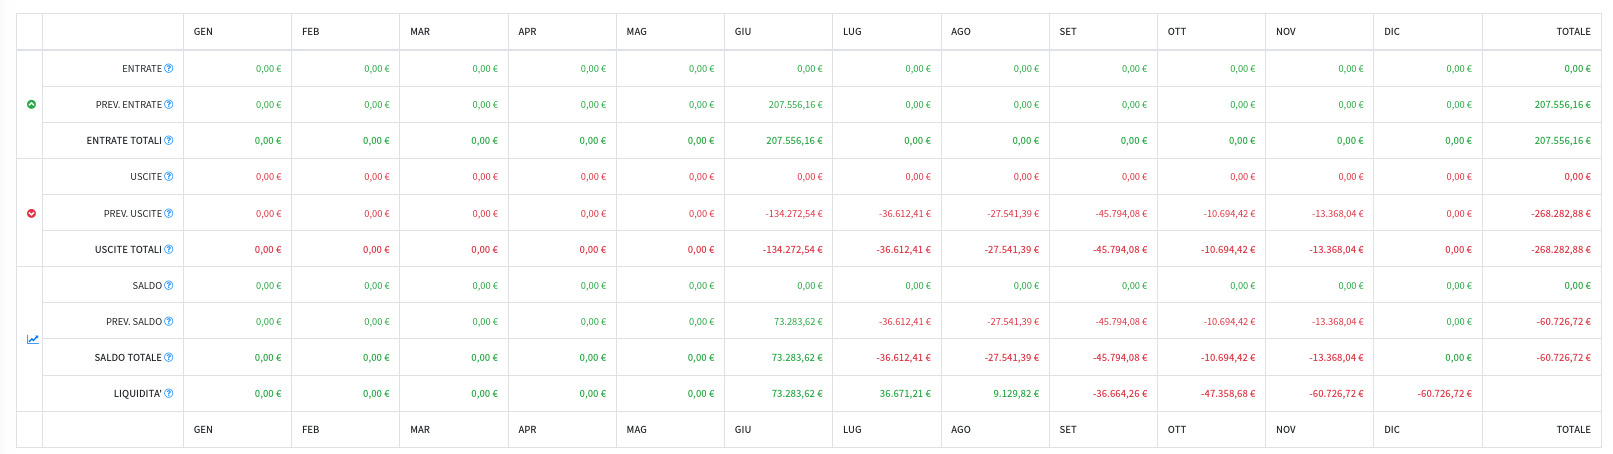 GEN FEB MAR APR MAG GIU LUG AGO SET OTT NOV DIC TOTALE
ENTRATE 0,00 € 0,00 € 0,00 € 0,00 € 0,00 € 0,00 € 0,00 € 0,00 € 0,00 € 0,00 € 0,00 € 0,00 € 0,00 €
PREV. ENTRATE 0,00 € 0,00 € 0,00 € 0,00 € 0,00 € 207.556,16 € 0,00 € 0,00 € 0,00 € 0,00 € 0,00 € 0,00 € 207.556,16 €
ENTRATE TOTALI 0,00 € 0,00 € 0,00 € 0,00 € 0,00 € 207.556,16 € 0,00 € 0,00 € 0,00 € 0,00 € 0,00 € 0,00 € 207.556,16 €
USCITE 0,00 € 0,00 € 0,00 € 0,00 € 0,00 € 0,00 € 0,00 € 0,00 € 0,00 € 0,00 € 0,00 € 0,00 € 0,00 €
PREV. USCITE 0,00 € 0,00 € 0,00 € 0,00 € 0,00 € -134.272,54 € -36.612,41 € -27.541,39 € -45.794,08 € -10.694,42 € -13.368,04 € 0,00 € -268.282,88 €
USCITE TOTALI 0,00 € 0,00 € 0,00 € 0,00 € 0,00 € -134.272,54 € -36.612,41 € -27.541,39 € -45.794,08 € -10.694,42 € -13.368,04 € 0,00 € -268.282,88 €
SALDO 0,00 € 0,00 € 0,00 € 0,00 € 0,00 € 0,00 € 0,00 € 0,00 € 0,00 € 0,00 € 0,00 € 0,00 € 0,00 €
PREV. SALDO 0,00 € 0,00 € 0,00 € 0,00 € 0,00 € 73.283,62 € -36.612,41 € -27.541,39 € -45.794,08 € -10.694,42 € -13.368,04 € 0,00 € -60.726,72 €
SALDO TOTALE 0,00 € 0,00 € 0,00 € 0,00 € 0,00 € 73.283,62 € -36.612,41 € -27.541,39 € -45.794,08 € -10.694,42 € -13.368,04 € 0,00 € -60.726,72 €
LIQUIDITA' 0,00 € 0,00 € 0,00 € 0,00 € 0,00 € 73.283,62 € 36.671,21 € 9.129,82 € -36.664,26 € -47.358,68 € -60.726,72 € -60.726,72 €
GEN FEB MAR APR MAG GIU LUG AGO SET OTT NOV DIC TOTALE